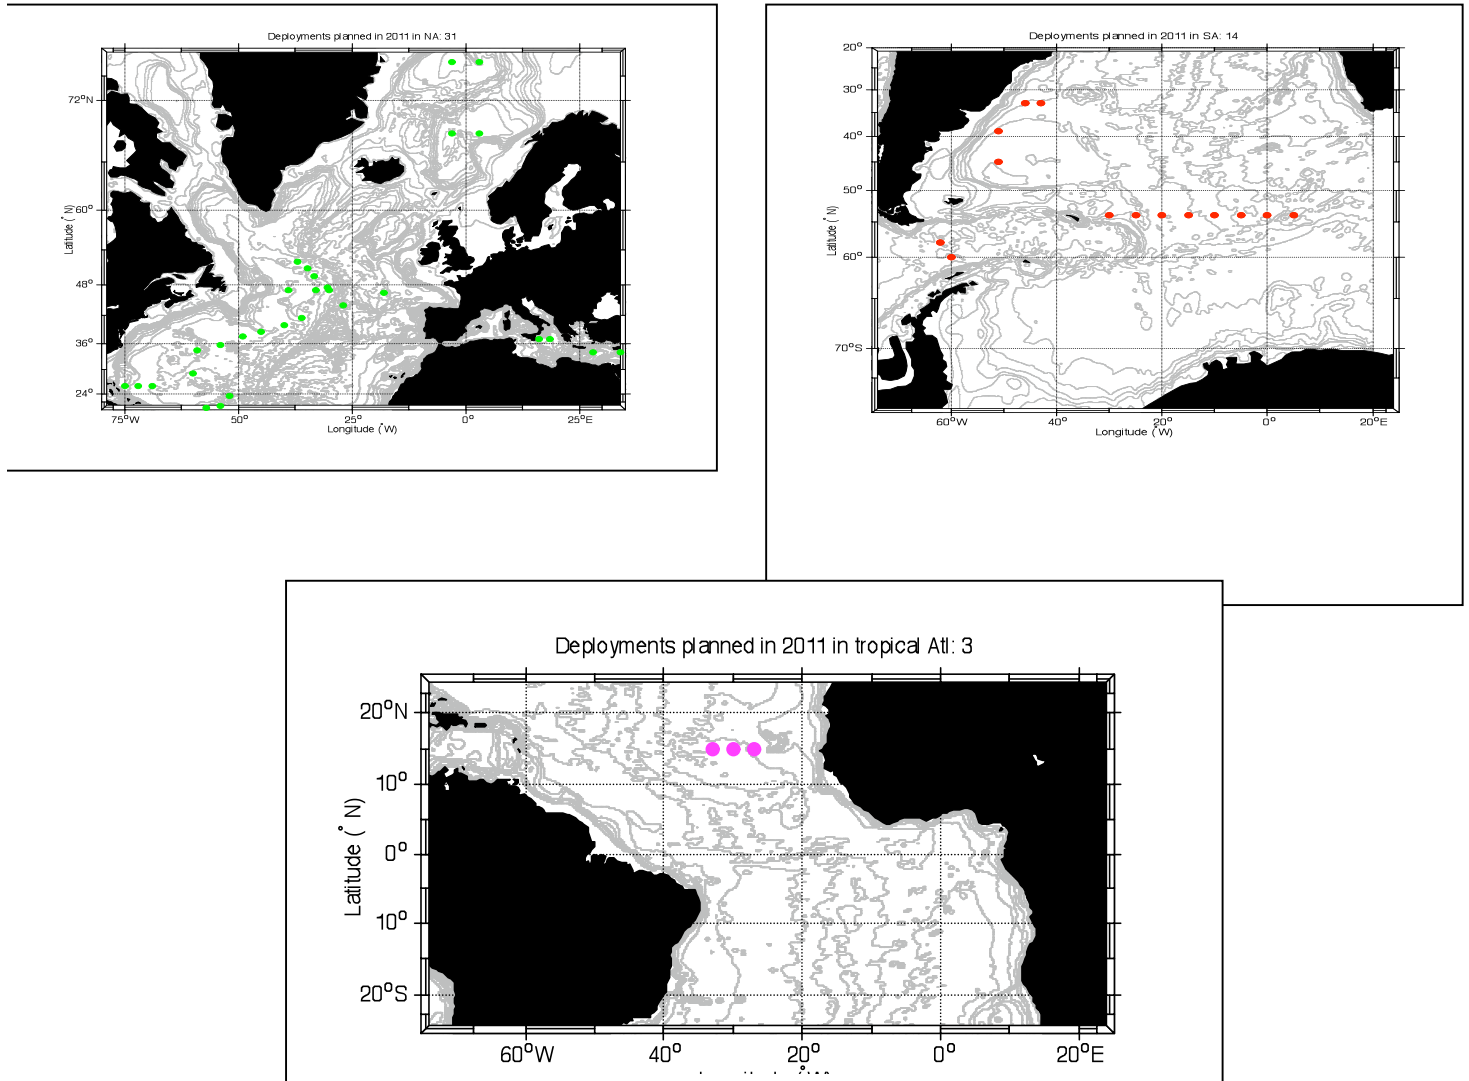 Deployments planned in 2011 in NA: 31
72°N
60°
48°
36°
24°
Latitude (° N)
75°W
50°
25°
0°
25°E
Longitude (°W)
Deployments planned in 2011 in SA: 14
20°
30°
40°
50°
60°
70°S
Latitude (° N)
60°W
40°
20°
0°
20°E
Longitude (°W)
Deployments planned in 2011 in tropical Atl: 3
20°N
10°
0°
10°
20°S
Latitude (° N)
60°W
40°
20°
0°
20°E